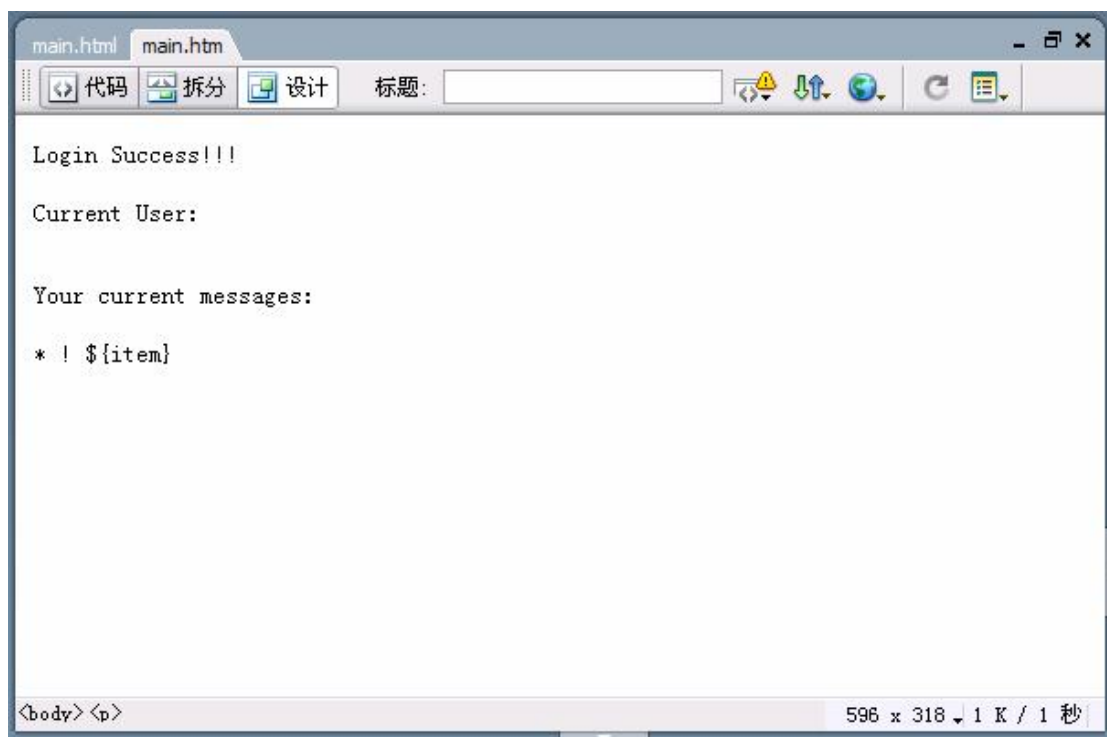 main.html main.htm
代码 拆分 设计 标题:
Login Success!!!
Current User:
Your current messages:
* ! ${item}
<body> <p> 596 x 318 1 K / 1 秒